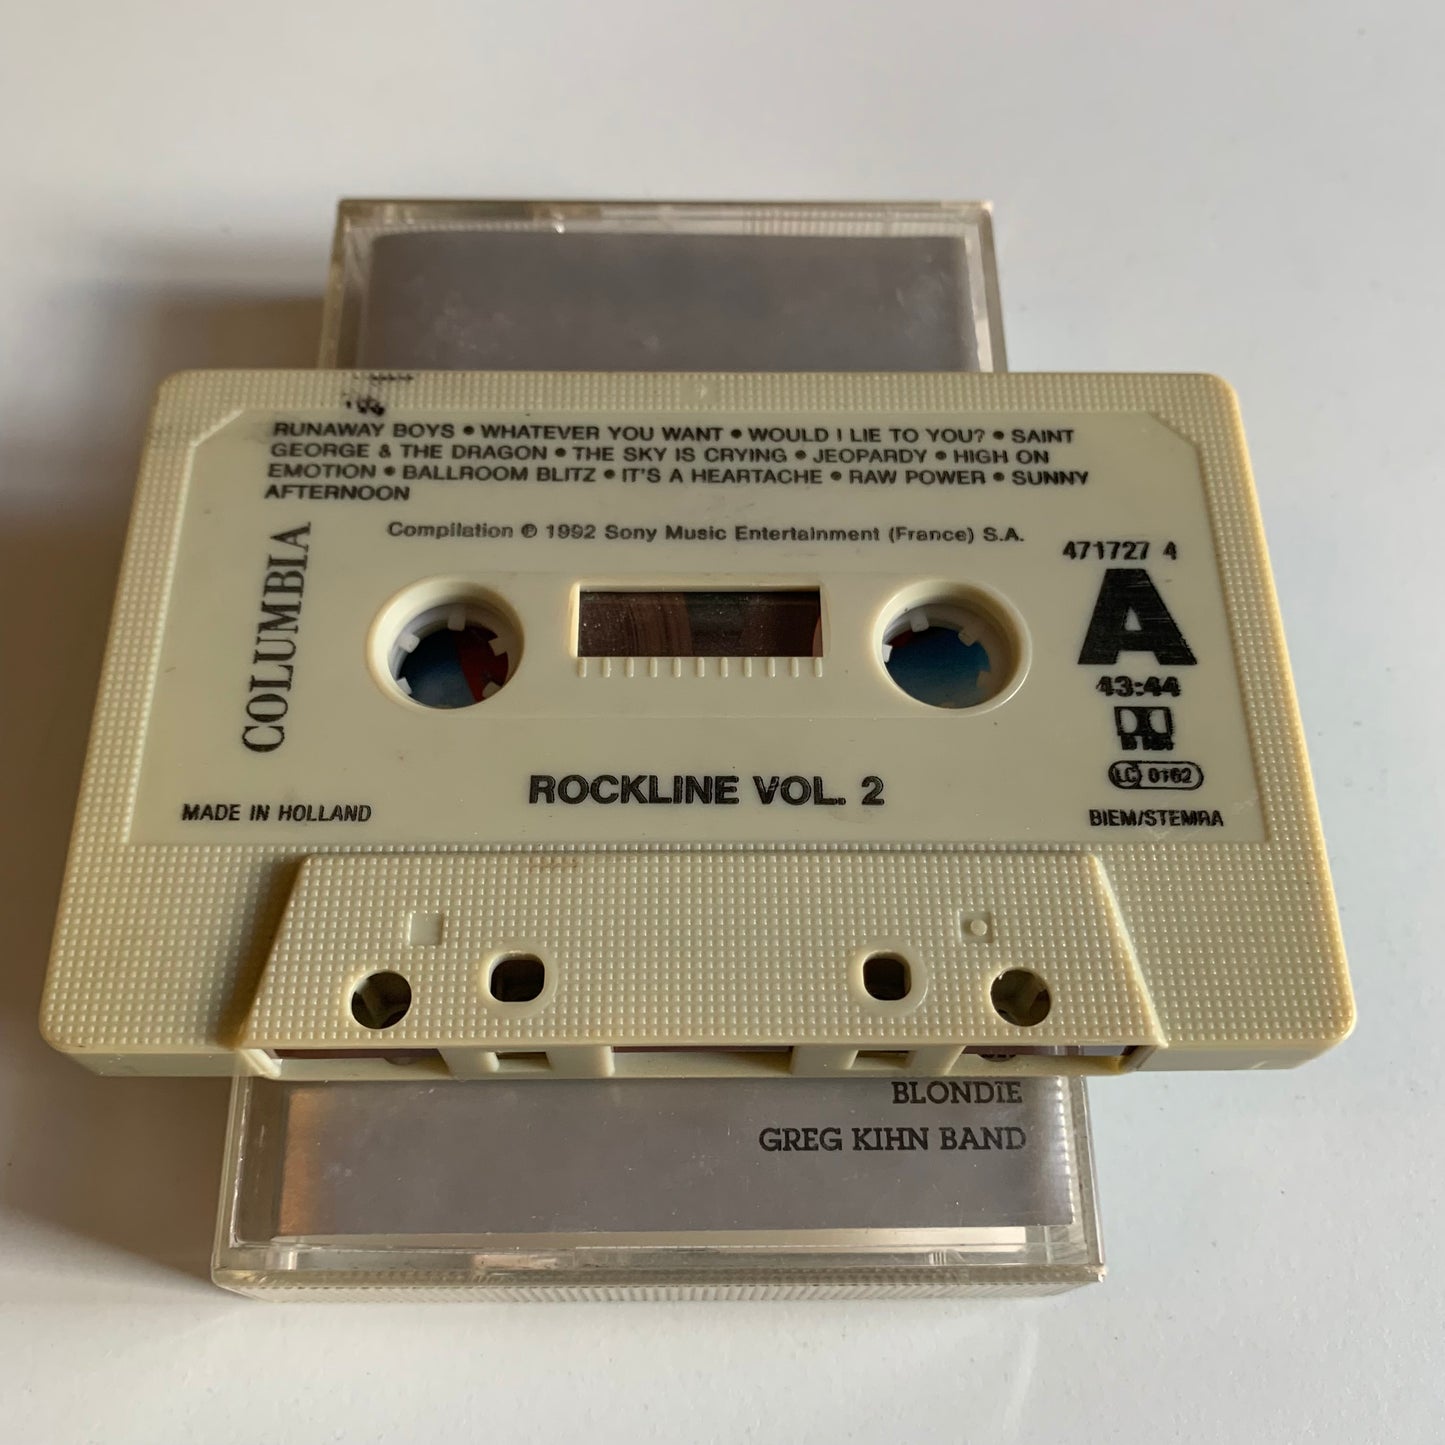 RUNAWAY BOYS • WHATEVER YOU WANT • WOULD I LIE TO YOU? • SAINT
GEORGE & THE DRAGON • THE SKY IS CRYING • JEOPARDY • HIGH ON
EMOTION • BALLROOM BLITZ • IT'S A HEARTACHE • RAW POWER • SUNNY
AFTERNOON
Compilation ℗ 1992 Sony Music Entertainment (France) S.A.
471727 4
A
43:44
COLUMBIA
LC 0162
ROCKLINE VOL. 2
MADE IN HOLLAND
BIEM/STEMRA
BLONDIE
GREG KIHN BAND